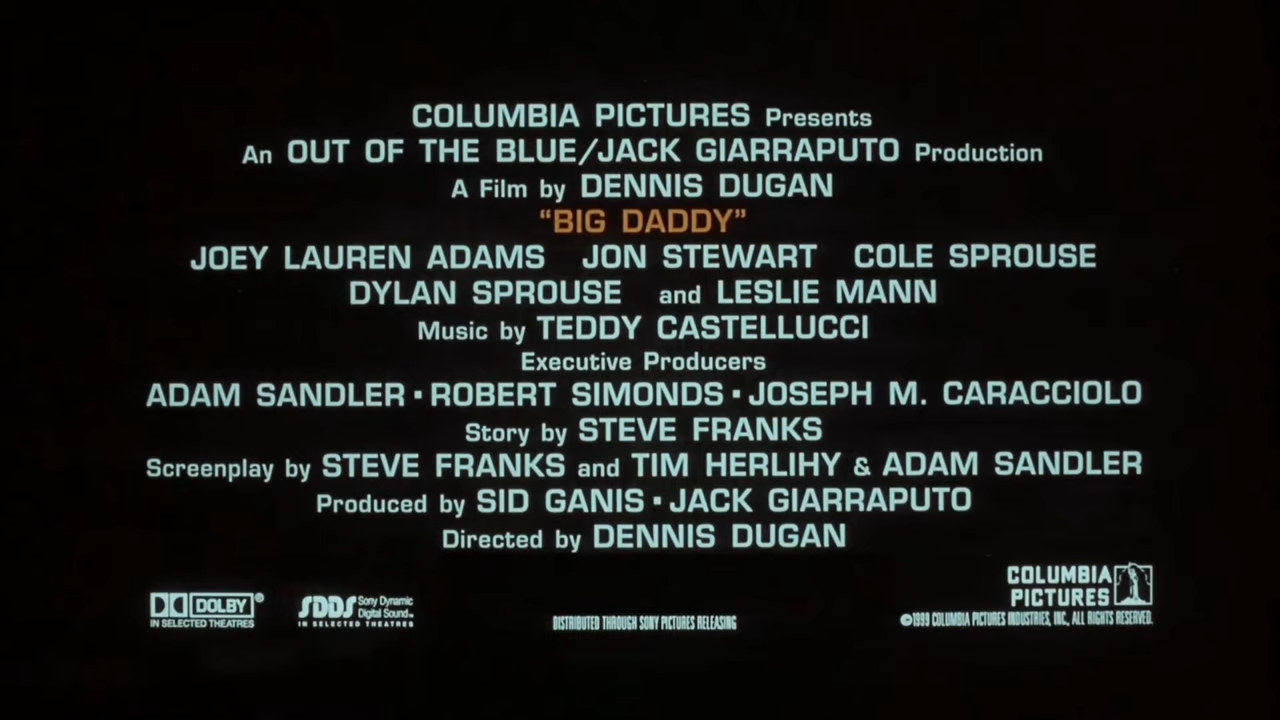 COLUMBIA PICTURES Presents
An OUT OF THE BLUE/JACK GIARRAPUTO Production
A Film by DENNIS DUGAN
“BIG DADDY”
JOEY LAUREN ADAMS JON STEWART COLE SPROUSE
DYLAN SPROUSE and LESLIE MANN
Music by TEDDY CASTELLUCCI
Executive Producers
ADAM SANDLER ▪ ROBERT SIMONDS ▪ JOSEPH M. CARACCIOLO
Story by STEVE FRANKS
Screenplay by STEVE FRANKS and TIM HERLIHY & ADAM SANDLER
Produced by SID GANIS ▪ JACK GIARRAPUTO
Directed by DENNIS DUGAN
COLUMBIA
PICTURES
DOLBY®
IN SELECTED THEATRES
SDDS Sony Dynamic
Digital Sound™
IN SELECTED THEATRES
DISTRIBUTED THROUGH SONY PICTURES RELEASING
©1999 COLUMBIA PICTURES INDUSTRIES, INC., ALL RIGHTS RESERVED.